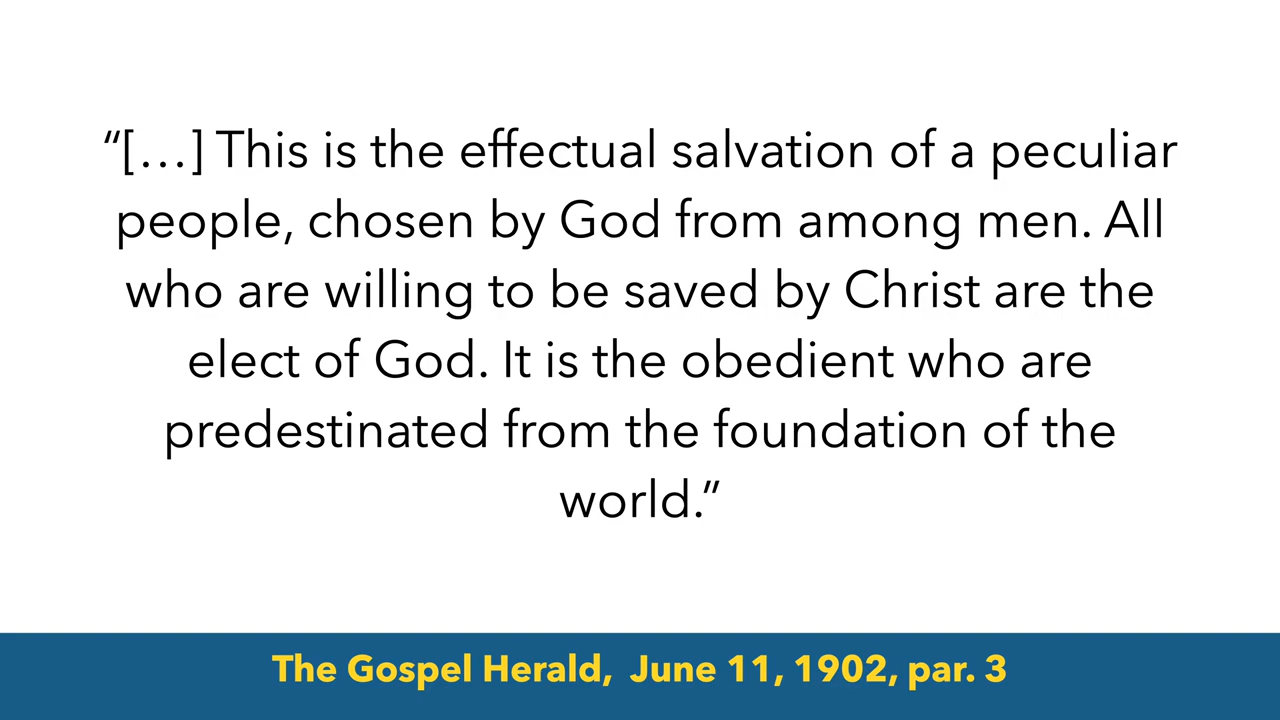 “[…] This is the effectual salvation of a peculiar
people, chosen by God from among men. All
who are willing to be saved by Christ are the
elect of God. It is the obedient who are
predestinated from the foundation of the
world.”
The Gospel Herald,  June 11, 1902, par. 3